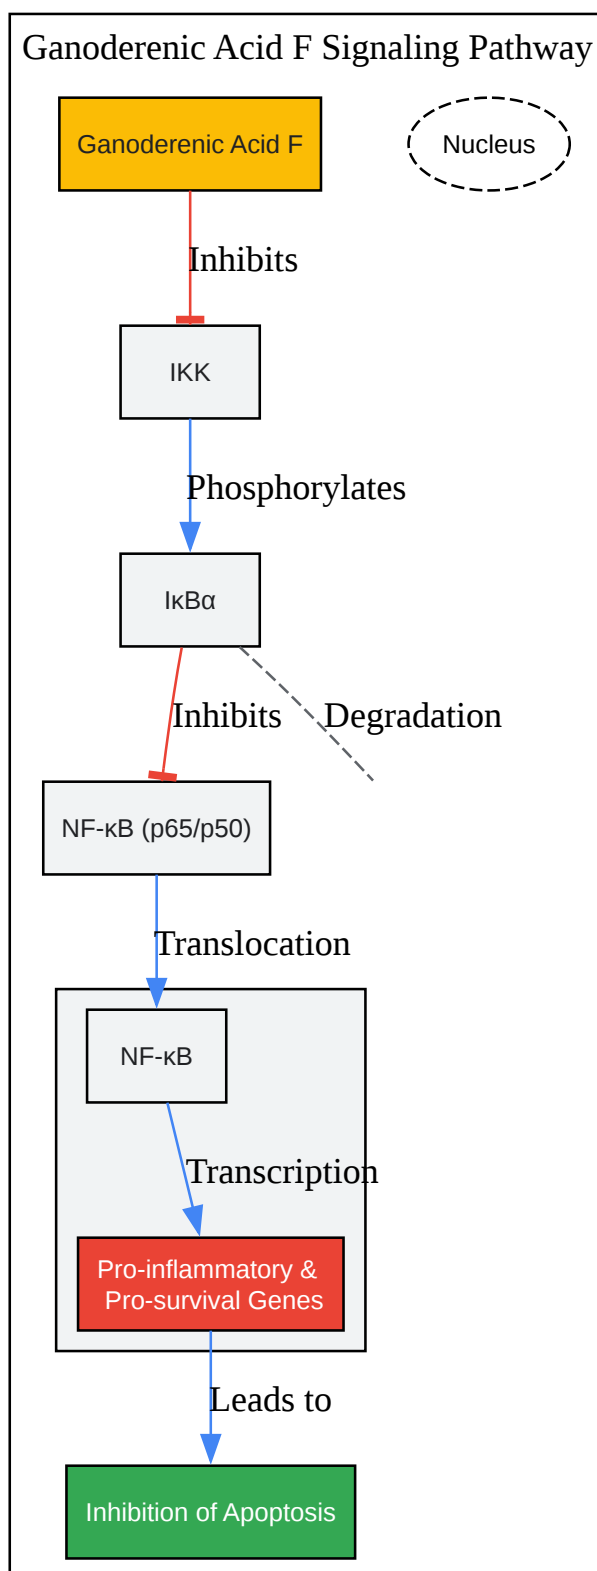 Ganoderenic Acid F Signaling Pathway
Ganoderenic Acid F
Nucleus
Inhibits
IKK
Phosphorylates
IκBα
Inhibits
Degradation
NF-κB (p65/p50)
Translocation
NF-κB
Transcription
Pro-inflammatory &
Pro-survival Genes
Leads to
Inhibition of Apoptosis